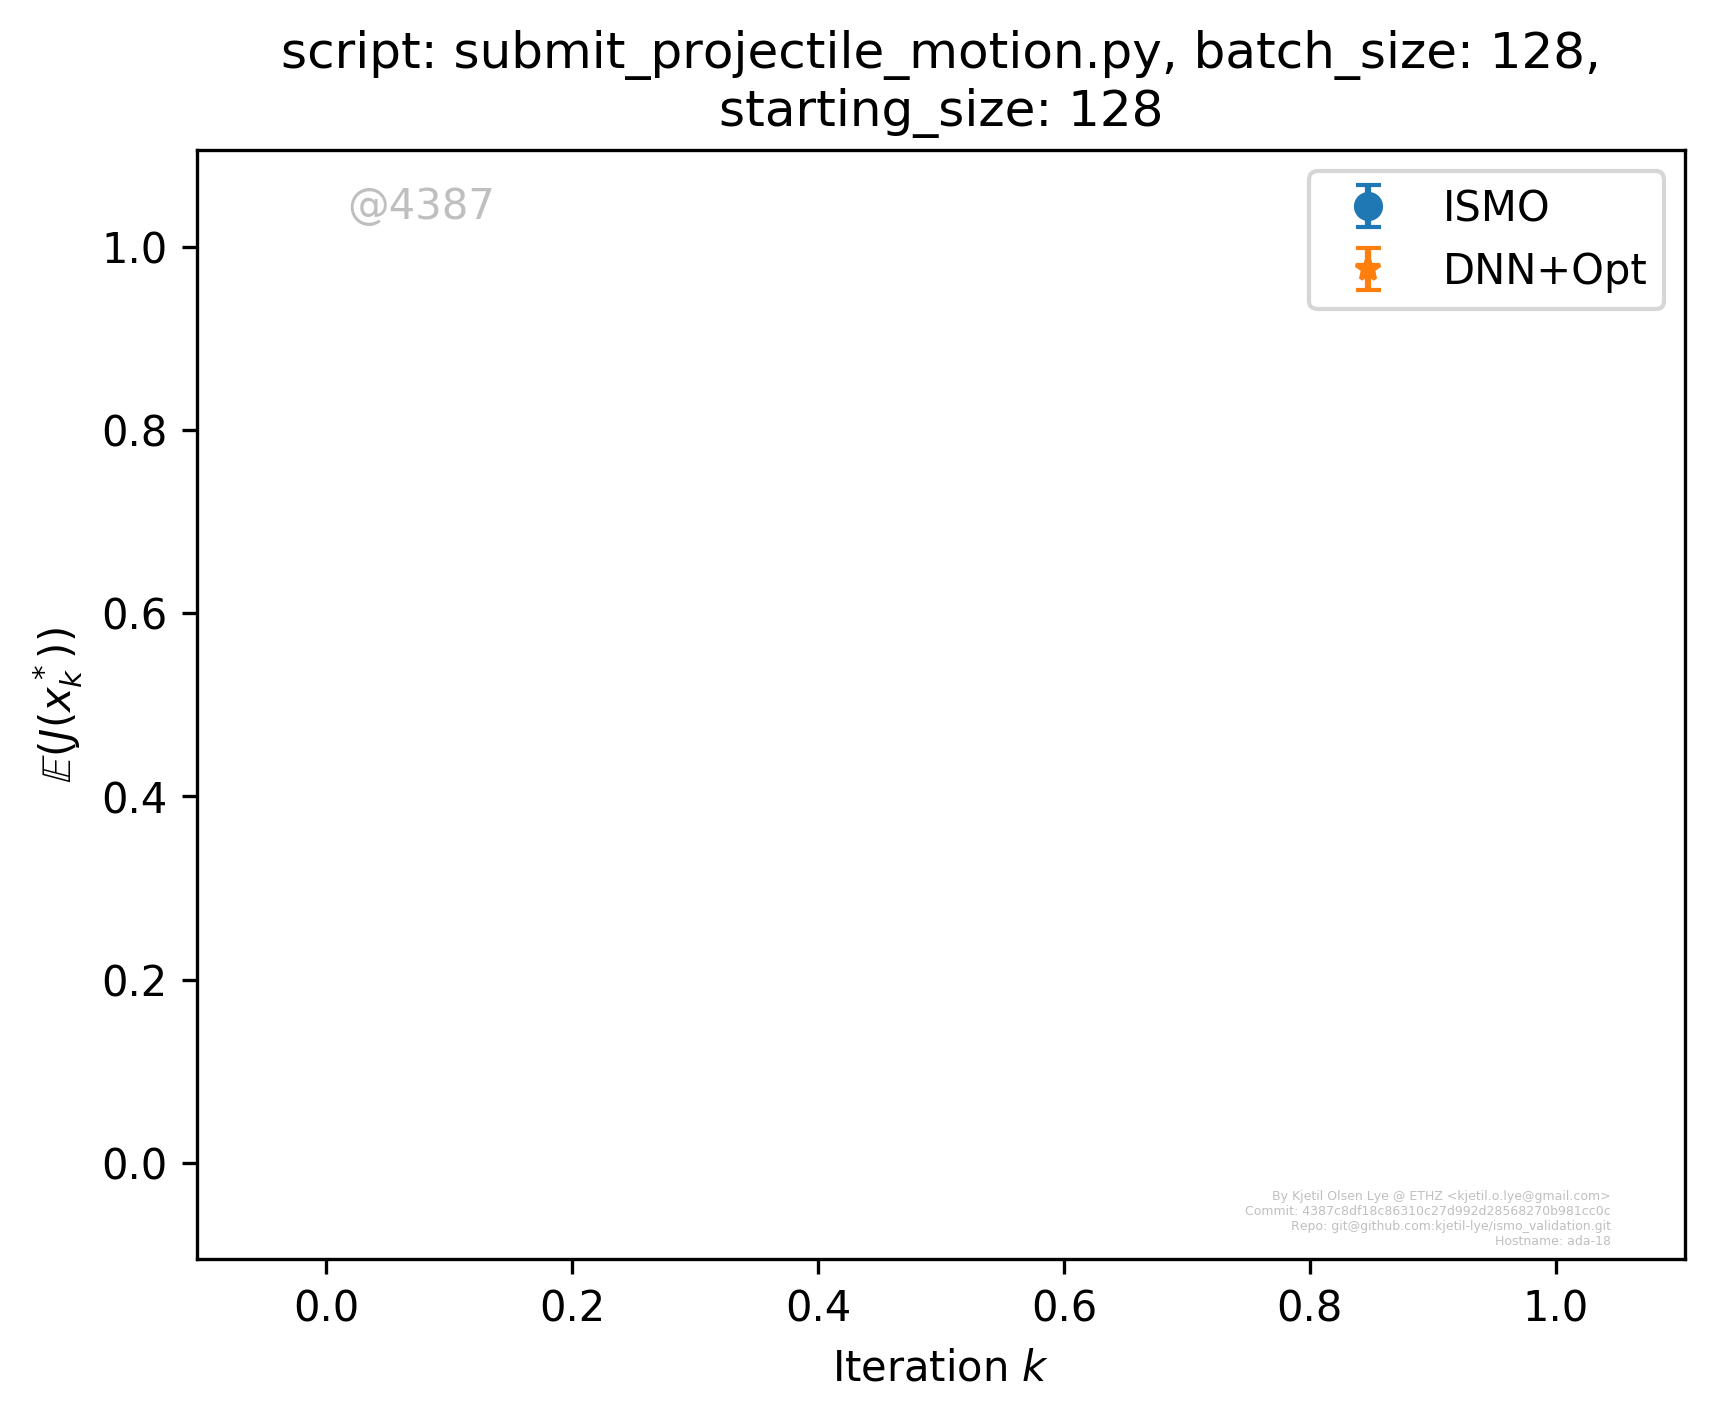 script: submit_projectile_motion.py, batch_size: 128,
starting_size: 128
@4387
ISMO
DNN+Opt
1.0
0.8
0.6
0.4
0.2
0.0
𝔼(J(x*ₖ))
By Kjetil Olsen Lye @ ETHZ <kjetil.o.lye@gmail.com>
Commit: 4387c8df18c86310c27d992d28568270b981cc0c
Repo: git@github.com:kjetil-lye/ismo_validation.git
Hostname: ada-18
0.0 0.2 0.4 0.6 0.8 1.0
Iteration k